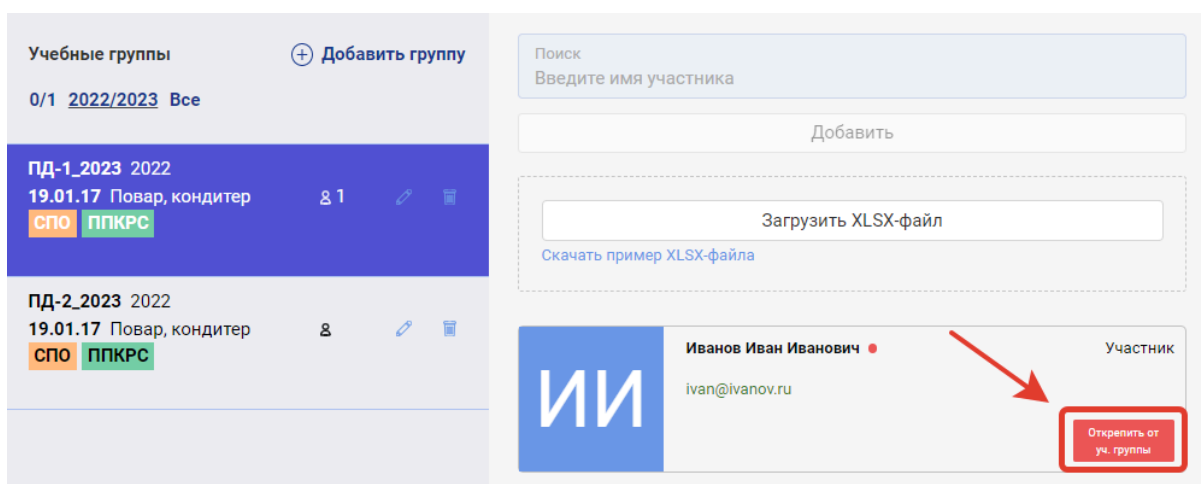 Учебные группы
Добавить группу
0/1 2022/2023 Все
ПД-1_2023 2022
19.01.17 Повар, кондитер
1
СПО ППКРС
ПД-2_2023 2022
19.01.17 Повар, кондитер
СПО ППКРС
Поиск
Введите имя участника
Добавить
Загрузить XLSX-файл
Скачать пример XLSX-файла
ИИ
Иванов Иван Иванович
Участник
ivan@ivanov.ru
Открепить от
уч. группы